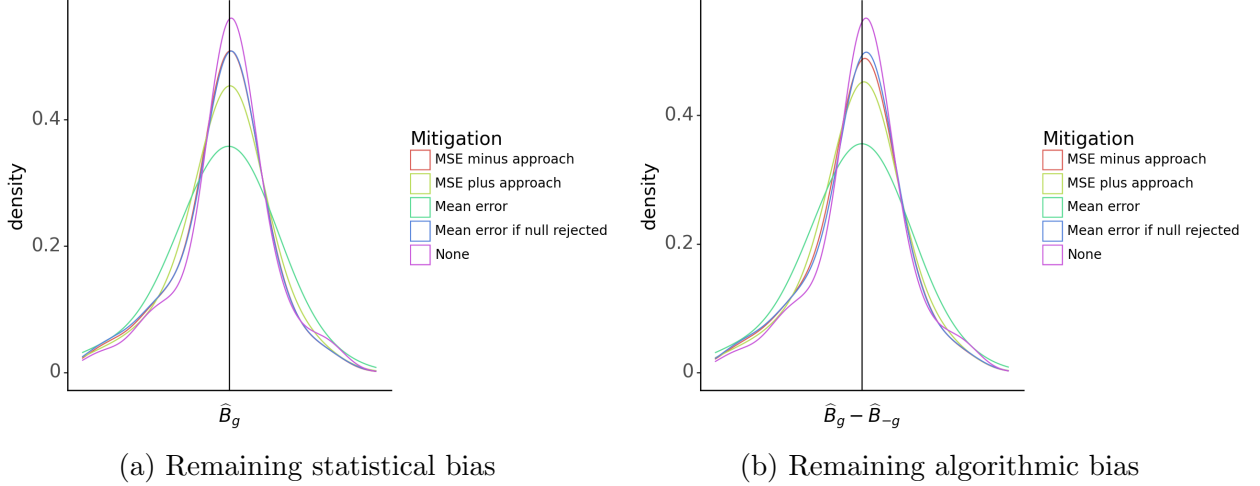 density
0.4
0.2
0
B̂_g
Mitigation
MSE minus approach
MSE plus approach
Mean error
Mean error if null rejected
None
(a) Remaining statistical bias
density
0.4
0.2
0
B̂_g − B̂_{−g}
Mitigation
MSE minus approach
MSE plus approach
Mean error
Mean error if null rejected
None
(b) Remaining algorithmic bias